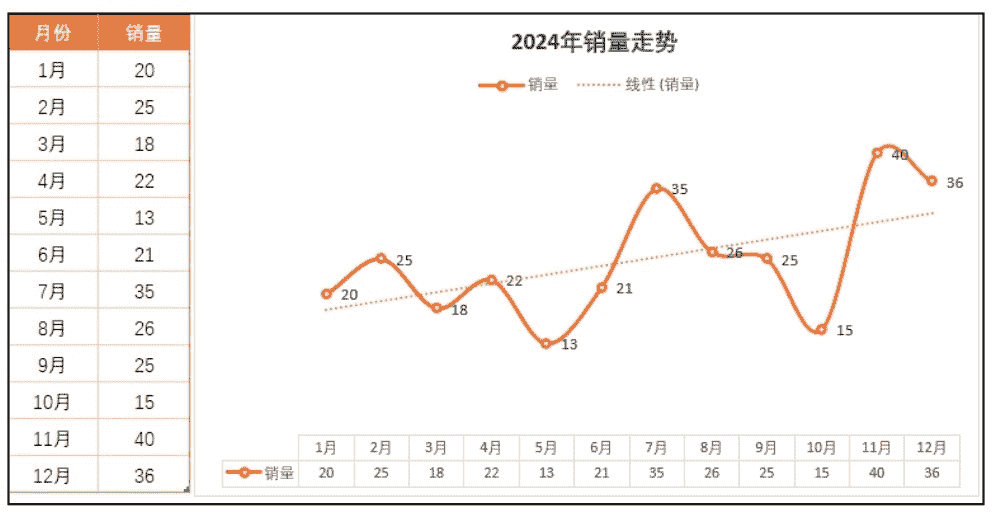 月份 销量
1月 20
2月 25
3月 18
4月 22
5月 13
6月 21
7月 35
8月 26
9月 25
10月 15
11月 40
12月 36
2024年销量走势
销量 线性 (销量)
20
25
18
22
13
21
35
26
25
15
40
36
1月 2月 3月 4月 5月 6月 7月 8月 9月 10月 11月 12月
销量 20 25 18 22 13 21 35 26 25 15 40 36